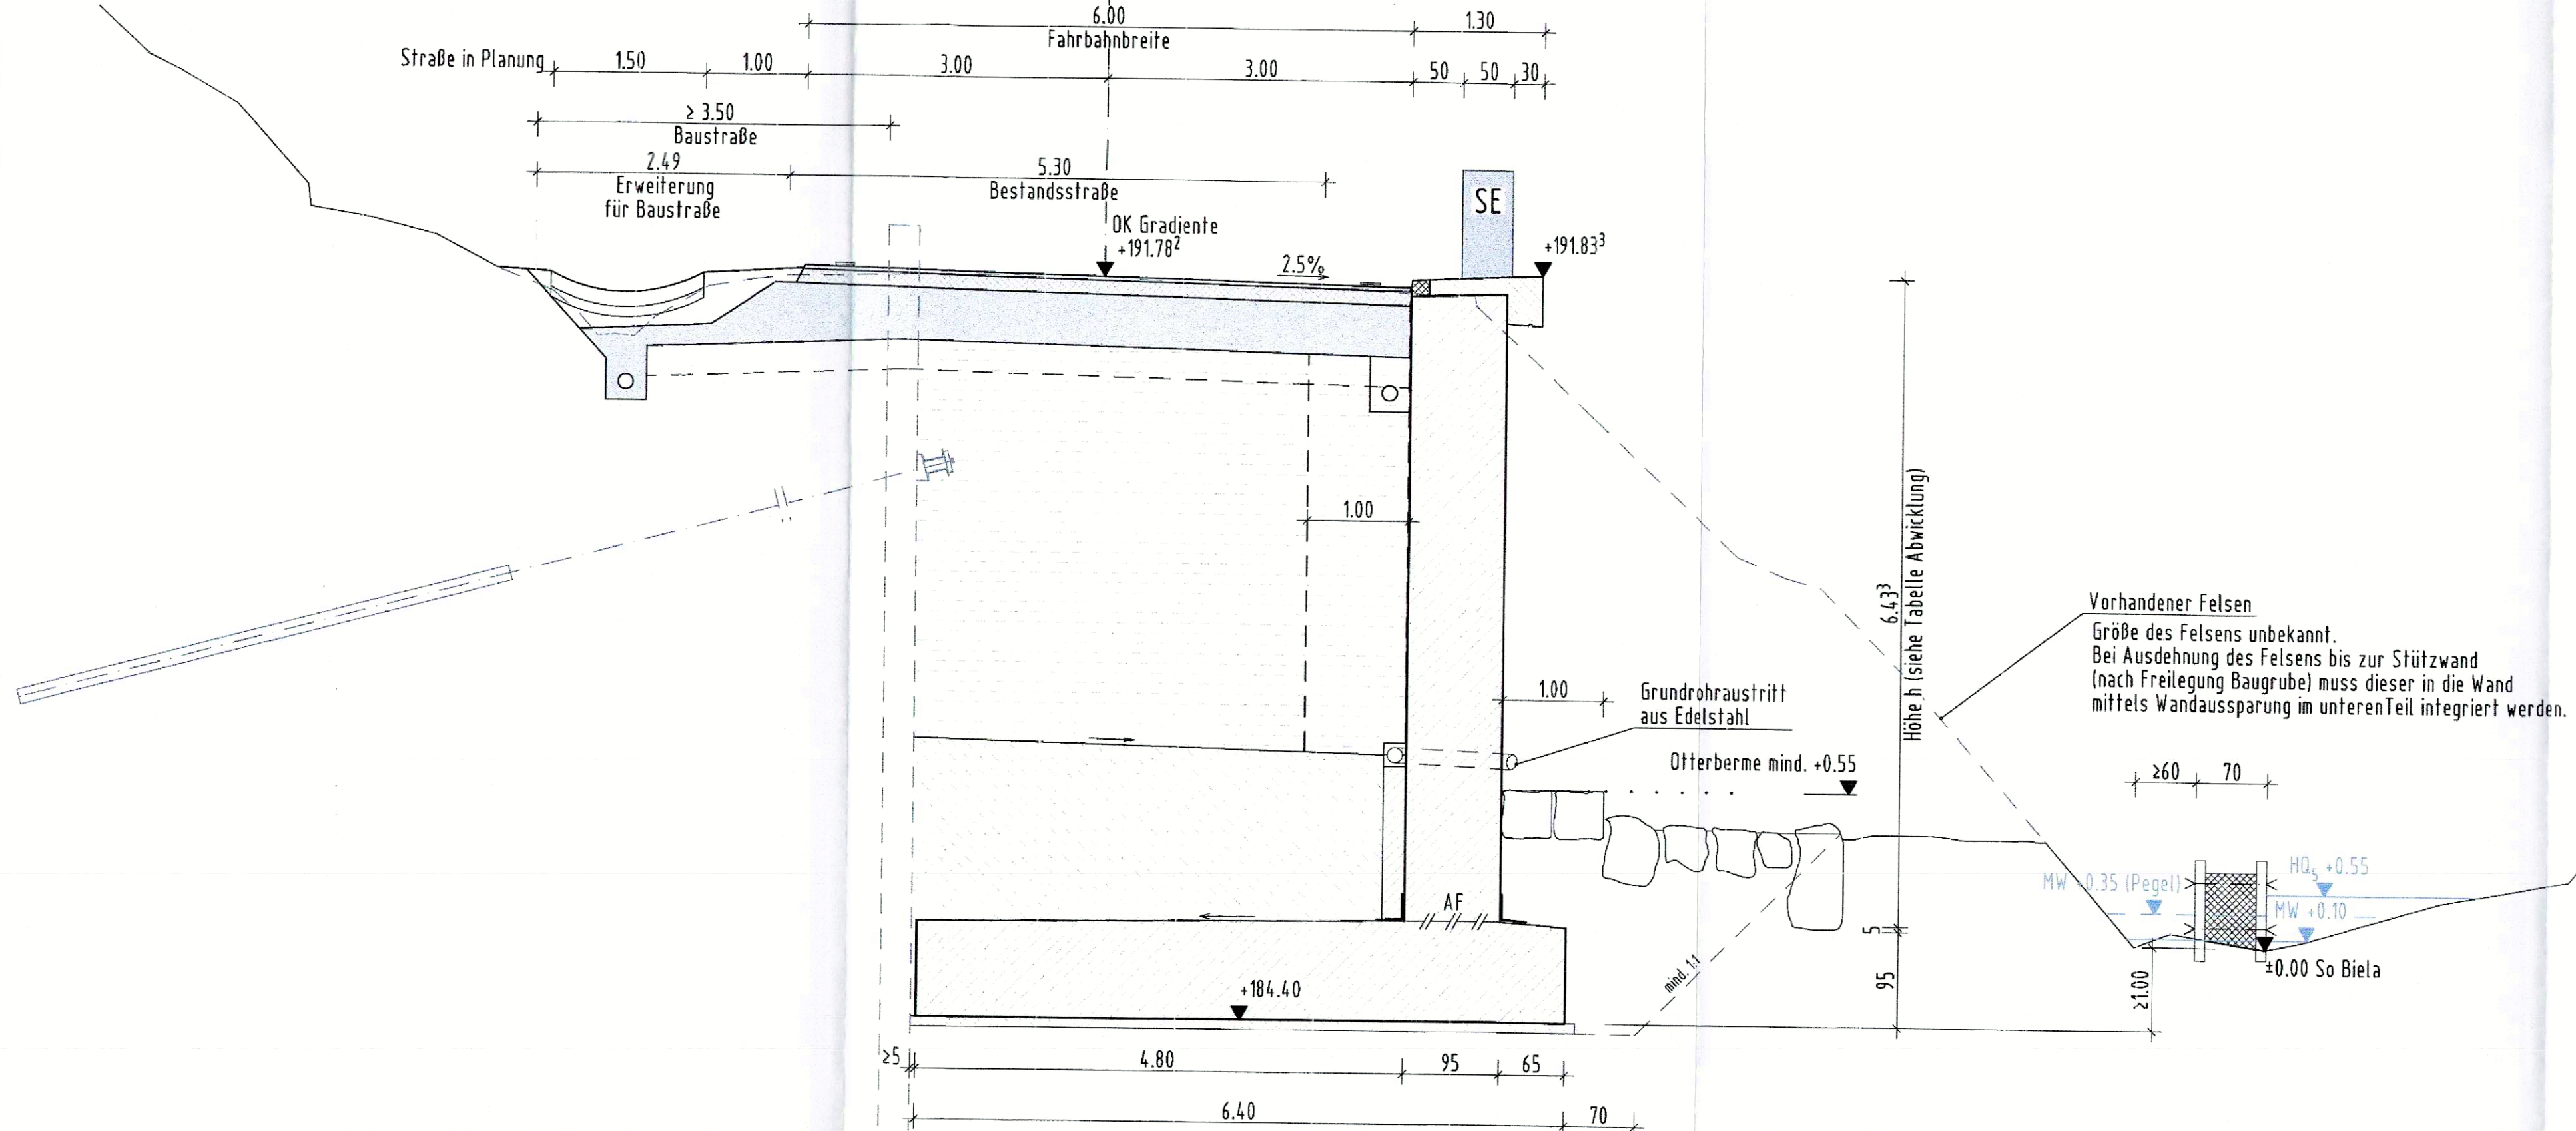 6.00
1.30
Fahrbahnbreite
Straße in Planung
1.50
1.00
3.00
3.00
50
50
30
≥ 3.50
Baustraße
2.49
5.30
Erweiterung
für Baustraße
Bestandsstraße
SE
OK Gradiente
+191.78²
2.5%
+191.83³
1.00
6.43³
Höhe h (siehe Tabelle Abwicklung)
Vorhandener Felsen
Größe des Felsens unbekannt.
Bei Ausdehnung des Felsens bis zur Stützwand
(nach Freilegung Baugrube) muss dieser in die Wand
mittels Wandaussparung im unterenTeil integriert werden.
1.00
Grundrohraustritt
aus Edelstahl
Otterberme mind. +0.55
≥60
70
HQ₅ +0.55
MW +0.35 (Pegel)
MW +0.10
AF
5
±0.00 So Biela
mind. 1:1
95
≥1.00
+184.40
≥5
4.80
95
65
6.40
70